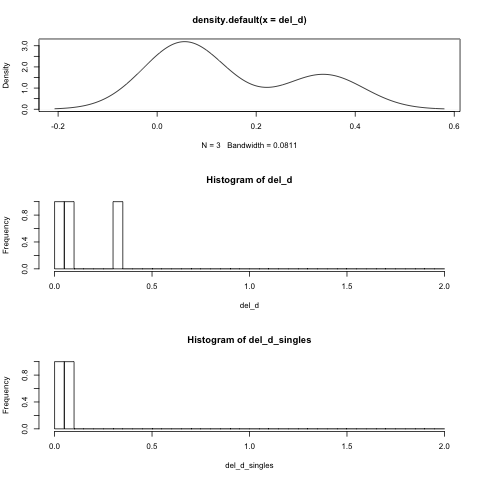 density.default(x = del_d)
Density
0.0 1.0 2.0 3.0
-0.2 0.0 0.2 0.4 0.6
N = 3 Bandwidth = 0.0811
Histogram of del_d
Frequency
0.0 0.4 0.8
0.0 0.5 1.0 1.5 2.0
del_d
Histogram of del_d_singles
Frequency
0.0 0.4 0.8
0.0 0.5 1.0 1.5 2.0
del_d_singles